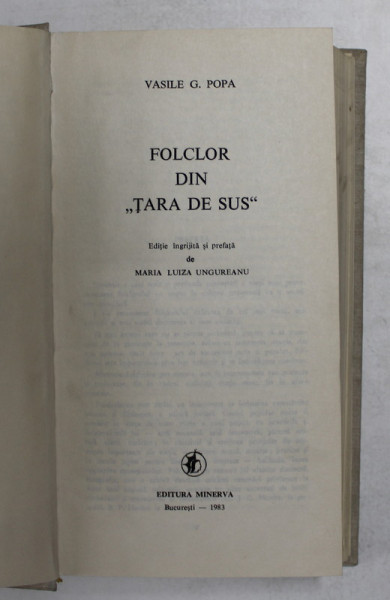 VASILE G. POPA
FOLCLOR
DIN
„ȚARA DE SUS“
Ediție îngrijită și prefață
de
MARIA LUIZA UNGUREANU
EDITURA MINERVA
București — 1983